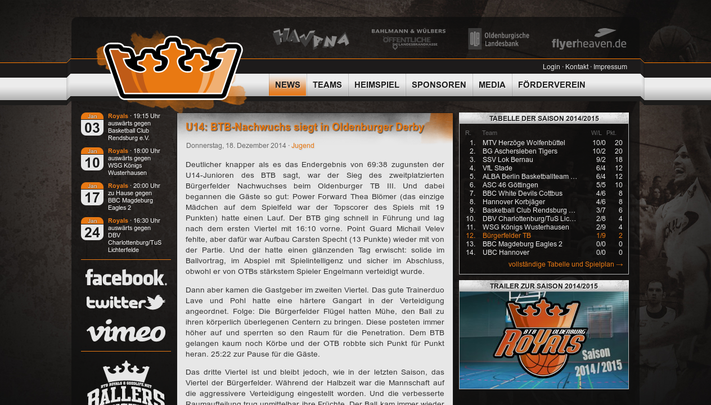 HAVANA
BAHLMANN & WÜLBERS
ÖFFENTLICHE
Oldenburgische
Landesbank
flyerheaven.de
Login · Kontakt · Impressum
NEWS
TEAMS
HEIMSPIEL
SPONSOREN
MEDIA
FÖRDERVEREIN
Jan
03
Royals · 19:15 Uhr
auswärts gegen
Basketball Club
Rendsburg e.V.
Jan
10
Royals · 18:00 Uhr
auswärts gegen
WSG Königs
Wusterhausen
Jan
17
Royals · 20:00 Uhr
zu Hause gegen
BBC Magdeburg
Eagles 2
Jan
24
Royals · 16:30 Uhr
auswärts gegen
DBV
Charlottenburg/TuS
Lichterfelde
facebook.
twitter
vimeo
BTB ROYALS & GOODLIFE.NET
BALLERS
U14: BTB-Nachwuchs siegt in Oldenburger Derby
Donnerstag, 18. Dezember 2014 · Jugend
Deutlicher knapper als es das Endergebnis von 69:38 zugunsten der
U14-Junioren des BTB sagt, war der Sieg des zweitplatzierten
Bürgerfelder Nachwuchses beim Oldenburger TB III. Und dabei
begannen die Gäste so gut: Power Forward Thea Blömer (das einzige
Mädchen auf dem Spielfeld war der Topscorer des Spiels mit 19
Punkten) hatte einen Lauf. Der BTB ging schnell in Führung und lag
nach dem ersten Viertel mit 16:10 vorne. Point Guard Michail Velev
fehlte, aber dafür war Aufbau Carsten Specht (13 Punkte) wieder mit von
der Partie. Und der hatte einen glänzenden Tag erwischt: solide im
Ballvortrag, im Abspiel mit Spielintelligenz und sicher im Abschluss,
obwohl er von OTBs stärkstem Spieler Engelmann verteidigt wurde.
Dann aber kamen die Gastgeber im zweiten Viertel. Das gute Trainerduo
Lave und Pohl hatte eine härtere Gangart in der Verteidigung
angeordnet. Folge: Die Bürgerfelder Flügel hatten Mühe, den Ball zu
ihren körperlich überlegenen Centern zu bringen. Diese posteten immer
höher auf und sperrten so den Raum für die Penetration. Dem BTB
gelangen kaum noch Körbe und der OTB robbte sich Punkt für Punkt
heran. 25:22 zur Pause für die Gäste.
Das dritte Viertel ist und bleibt jedoch, wie in der letzten Saison, das
Viertel der Bürgerfelder. Während der Halbzeit war die Mannschaft auf
die aggressivere Verteidigung eingestellt worden. Und die verbesserte
Raumaufteilung trug unmittelbar ihre Früchte. Der Ball kam immer wieder
TABELLE DER SAISON 2014/2015
R. Team W/L Pkt.
1. MTV Herzöge Wolfenbüttel 10/0 20
2. BG Aschersleben Tigers 10/2 20
3. SSV Lok Bernau 9/2 18
4. VfL Stade 6/4 12
5. ALBA Berlin Basketballteam ... 6/4 12
6. ASC 46 Göttingen 5/5 10
7. BBC White Devils Cottbus 4/6 8
8. Hannover Korbjäger 4/6 8
9. Basketball Club Rendsburg ... 3/7 6
10. DBV Charlottenburg/TuS Lic... 2/8 4
11. WSG Königs Wusterhausen 2/9 4
12. Bürgerfelder TB 1/9 2
13. BBC Magdeburg Eagles 2 0/0 0
14. UBC Hannover 0/0 0
vollständige Tabelle und Spielplan →
TRAILER ZUR SAISON 2014/2015
BTB OLDENBURG
ROYALS
Saison
2014/2015